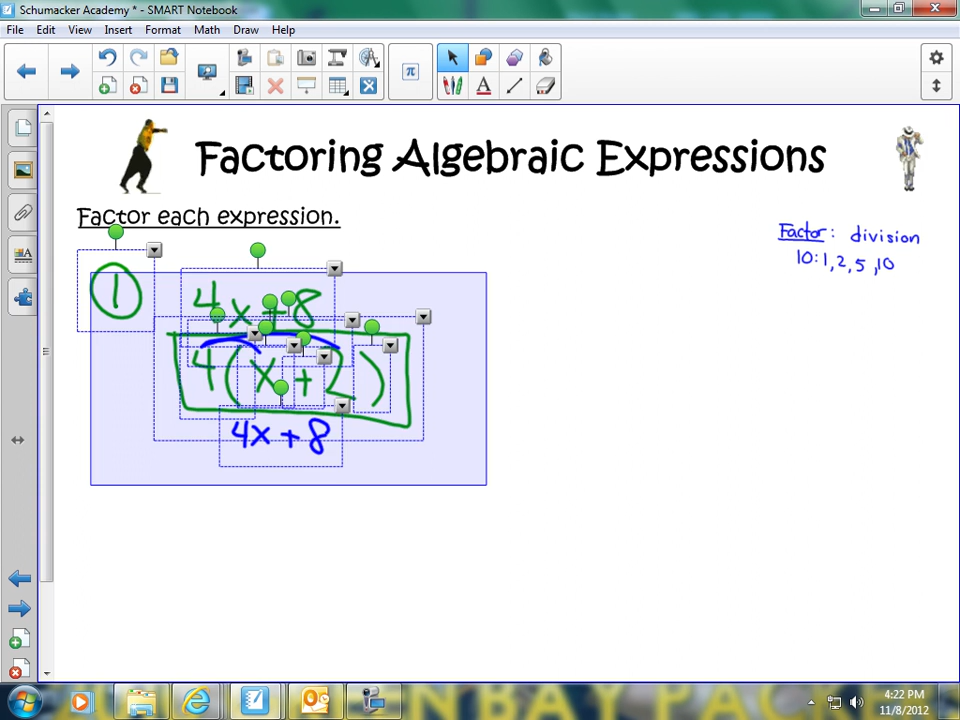 Schumacker Academy * - SMART Notebook
File Edit View Insert Format Math Draw Help
Factoring Algebraic Expressions
Factor each expression.
Factor: division
10: 1, 2, 5, 10
1 4x + 8
4(x + 2)
4x + 8
4:22 PM
11/8/2012